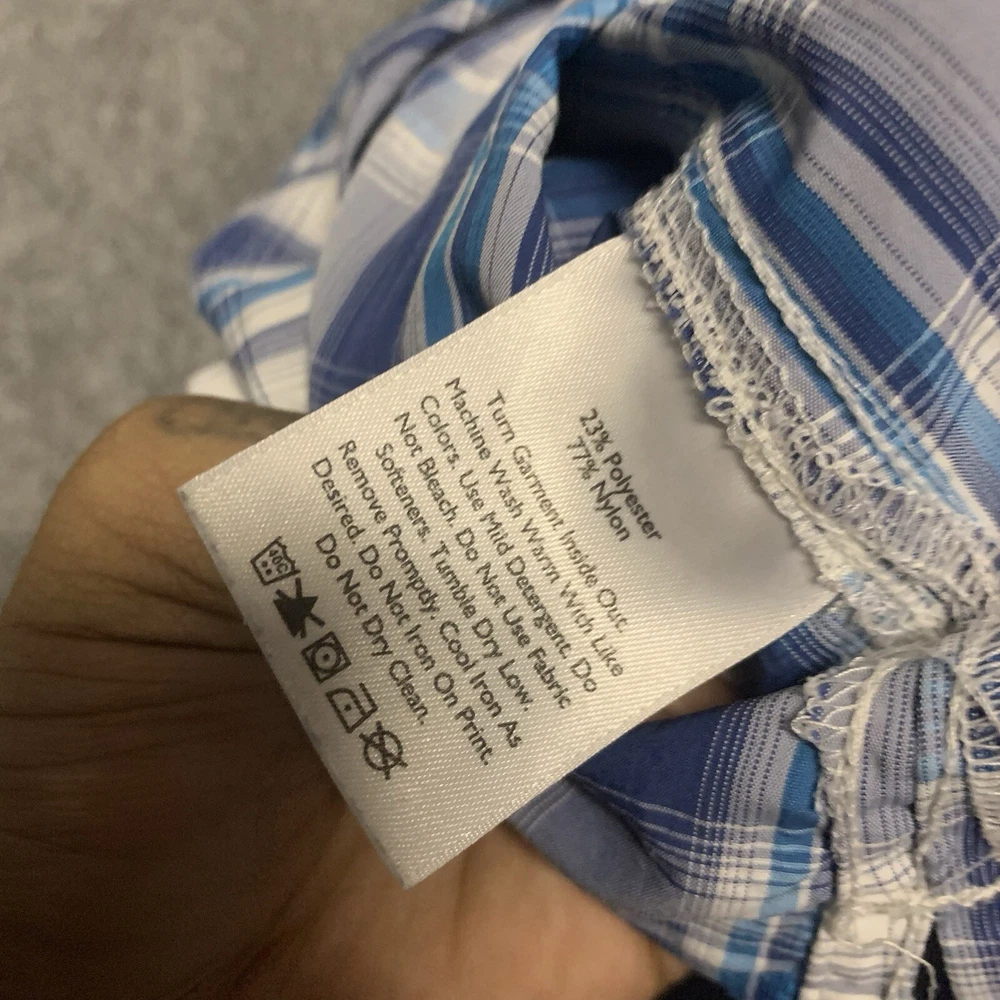 23% Polyester
77% Nylon
Turn Garment Inside Out.
Machine Wash Warm With Like
Colors. Use Mild Detergent. Do
Not Bleach. Do Not Use Fabric
Softeners. Tumble Dry Low.
Remove Promptly. Cool Iron As
Desired. Do Not Iron On Print.
Do Not Dry Clean.
40C